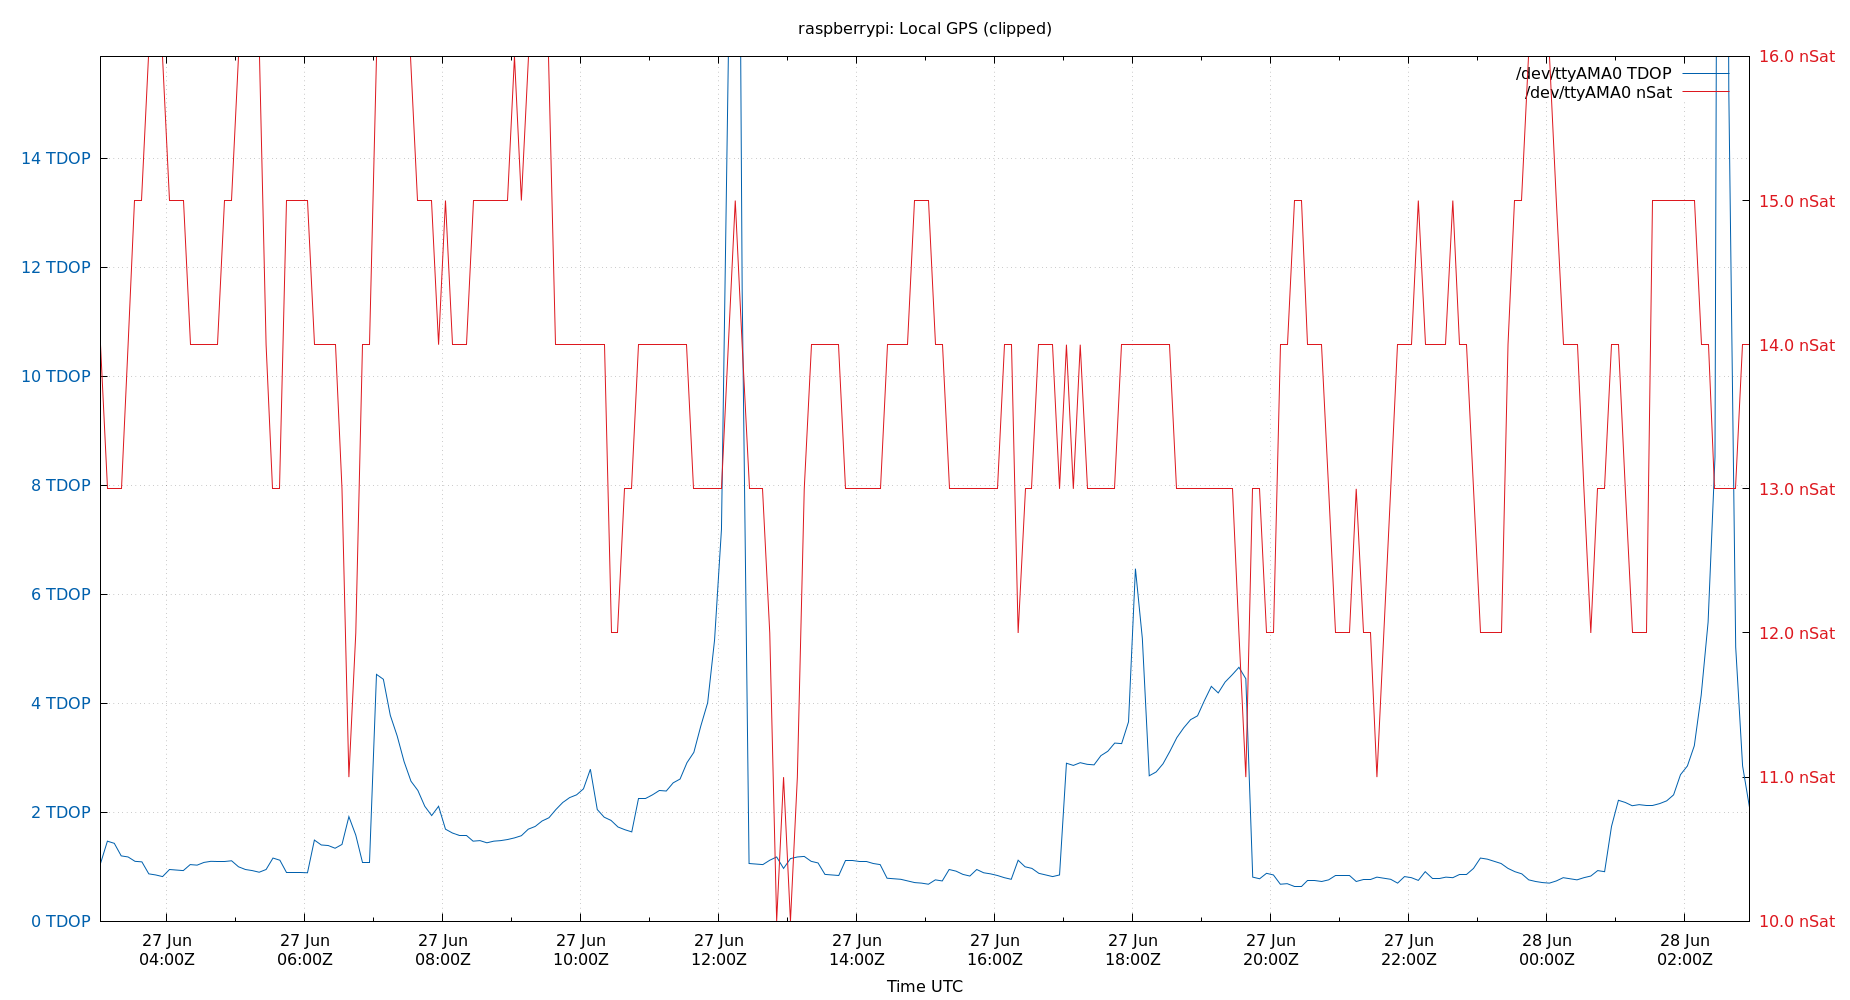 raspberrypi: Local GPS (clipped)
16.0 nSat
/dev/ttyAMA0 TDOP
/dev/ttyAMA0 nSat
14 TDOP
15.0 nSat
12 TDOP
14.0 nSat
10 TDOP
8 TDOP
13.0 nSat
6 TDOP
12.0 nSat
4 TDOP
11.0 nSat
2 TDOP
0 TDOP
10.0 nSat
27 Jun 27 Jun 27 Jun 27 Jun 27 Jun 27 Jun 27 Jun 27 Jun 27 Jun 27 Jun 28 Jun 28 Jun
04:00Z 06:00Z 08:00Z 10:00Z 12:00Z 14:00Z 16:00Z 18:00Z 20:00Z 22:00Z 00:00Z 02:00Z
Time UTC